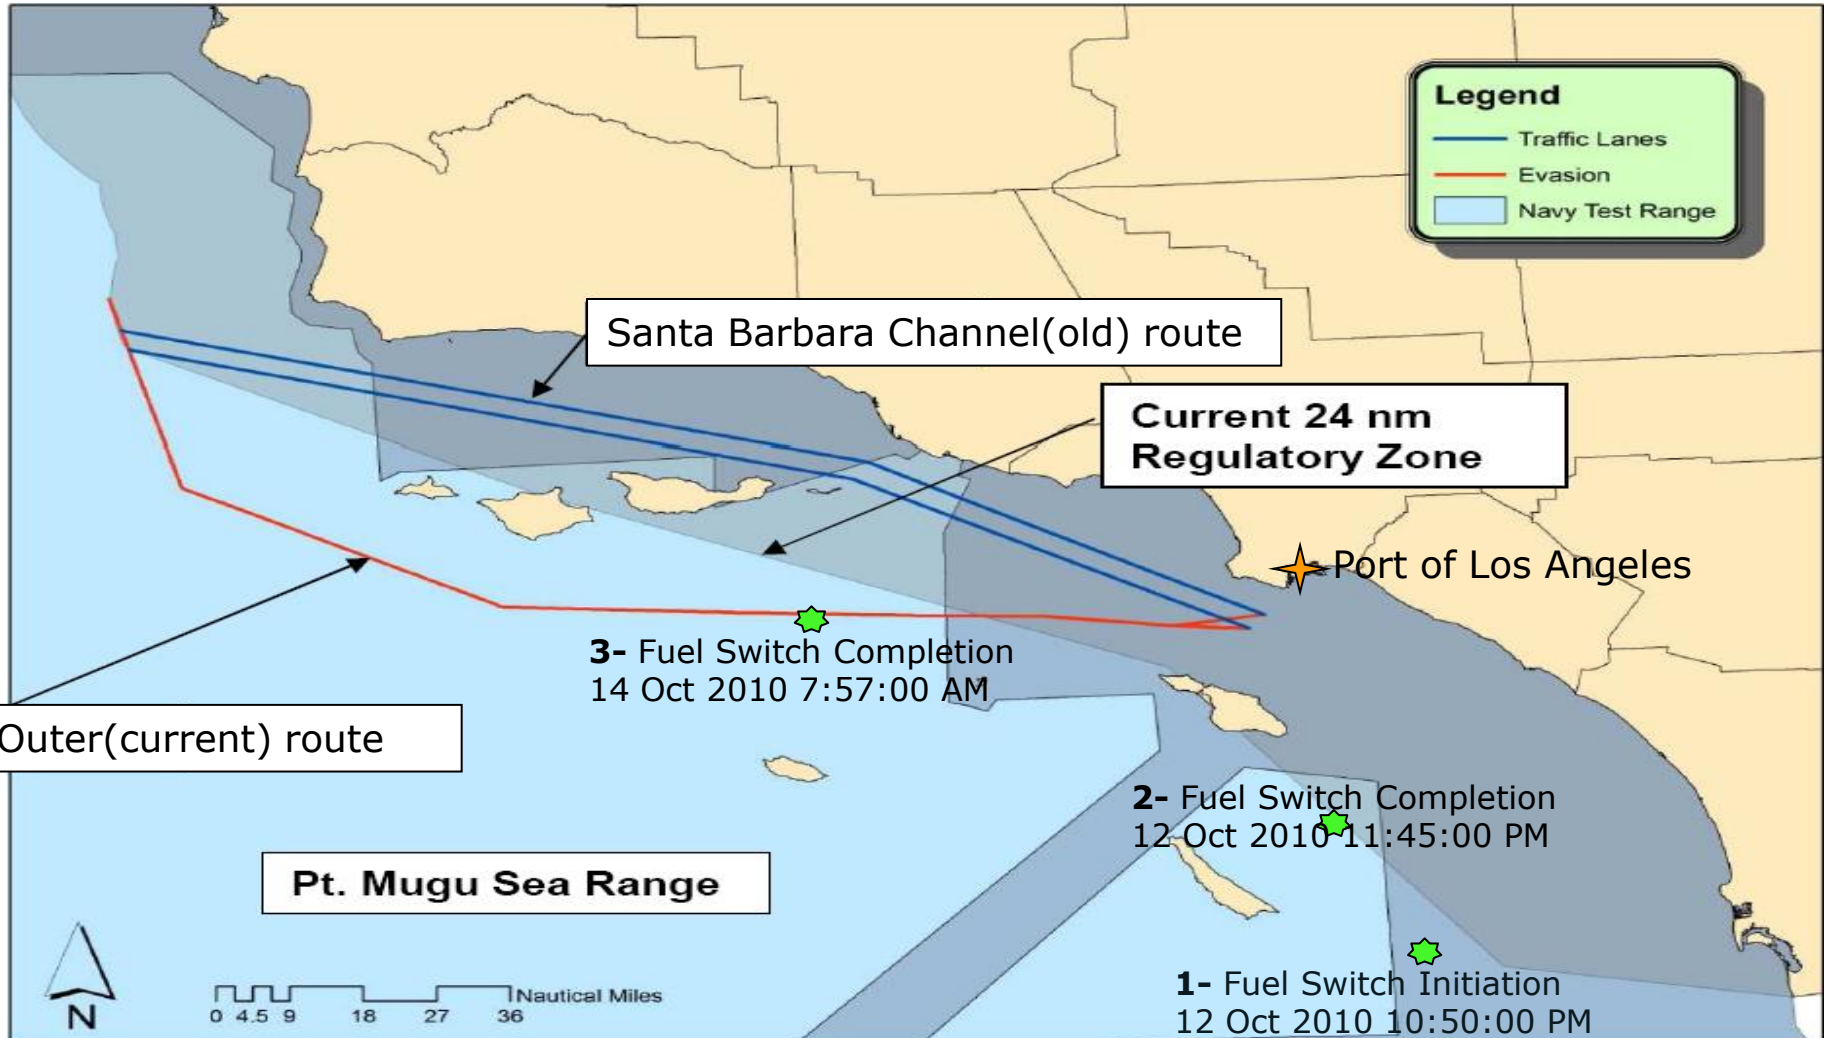 Legend
Traffic Lanes
Evasion
Navy Test Range
Santa Barbara Channel(old) route
Current 24 nm
Regulatory Zone
Port of Los Angeles
3- Fuel Switch Completion
14 Oct 2010 7:57:00 AM
Outer(current) route
2- Fuel Switch Completion
12 Oct 2010 11:45:00 PM
Pt. Mugu Sea Range
1- Fuel Switch Initiation
12 Oct 2010 10:50:00 PM
N
Nautical Miles
0 4.5 9 18 27 36